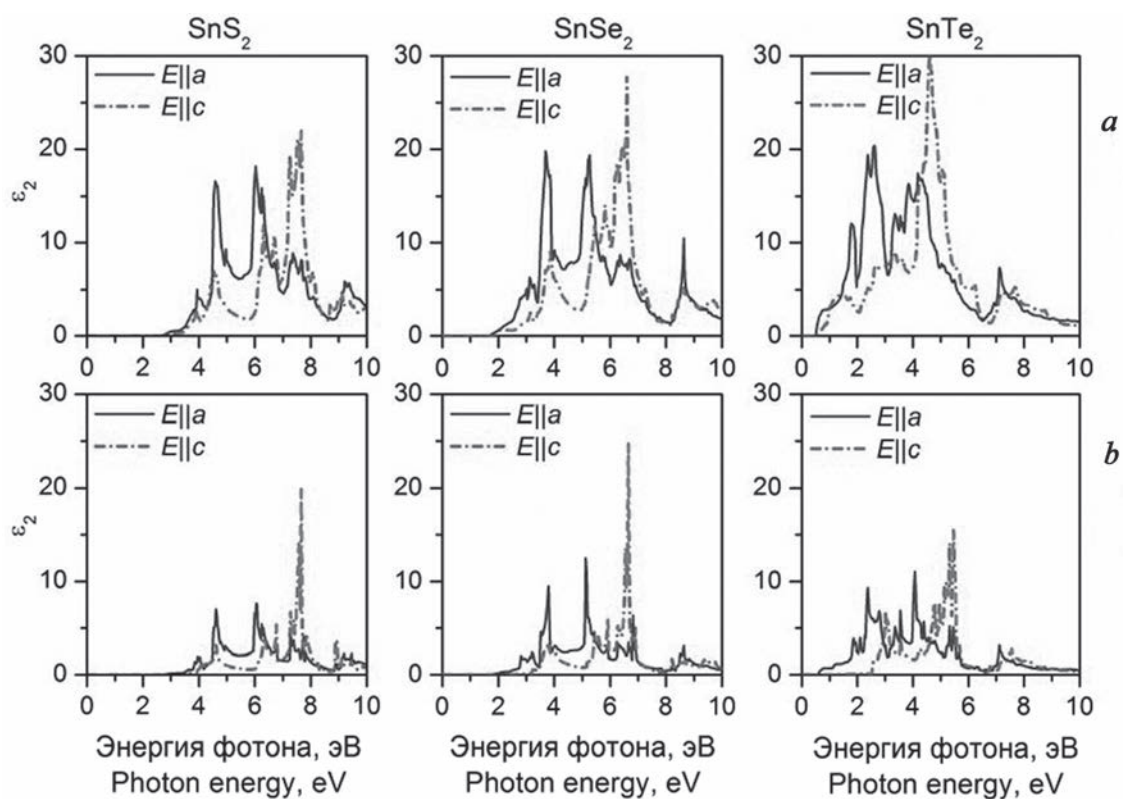 SnS₂ SnSe₂ SnTe₂
30 30 30
E||a E||a E||a
E||c E||c E||c
a
20 20 20
ε₂
10 10 10
0 0 0
0 2 4 6 8 10 0 2 4 6 8 10 0 2 4 6 8 10
30 30 30
E||a E||a E||a
E||c E||c E||c
b
20 20 20
ε₂
10 10 10
0 0 0
0 2 4 6 8 10 0 2 4 6 8 10 0 2 4 6 8 10
Энергия фотона, эВ Энергия фотона, эВ Энергия фотона, эВ
Photon energy, eV Photon energy, eV Photon energy, eV